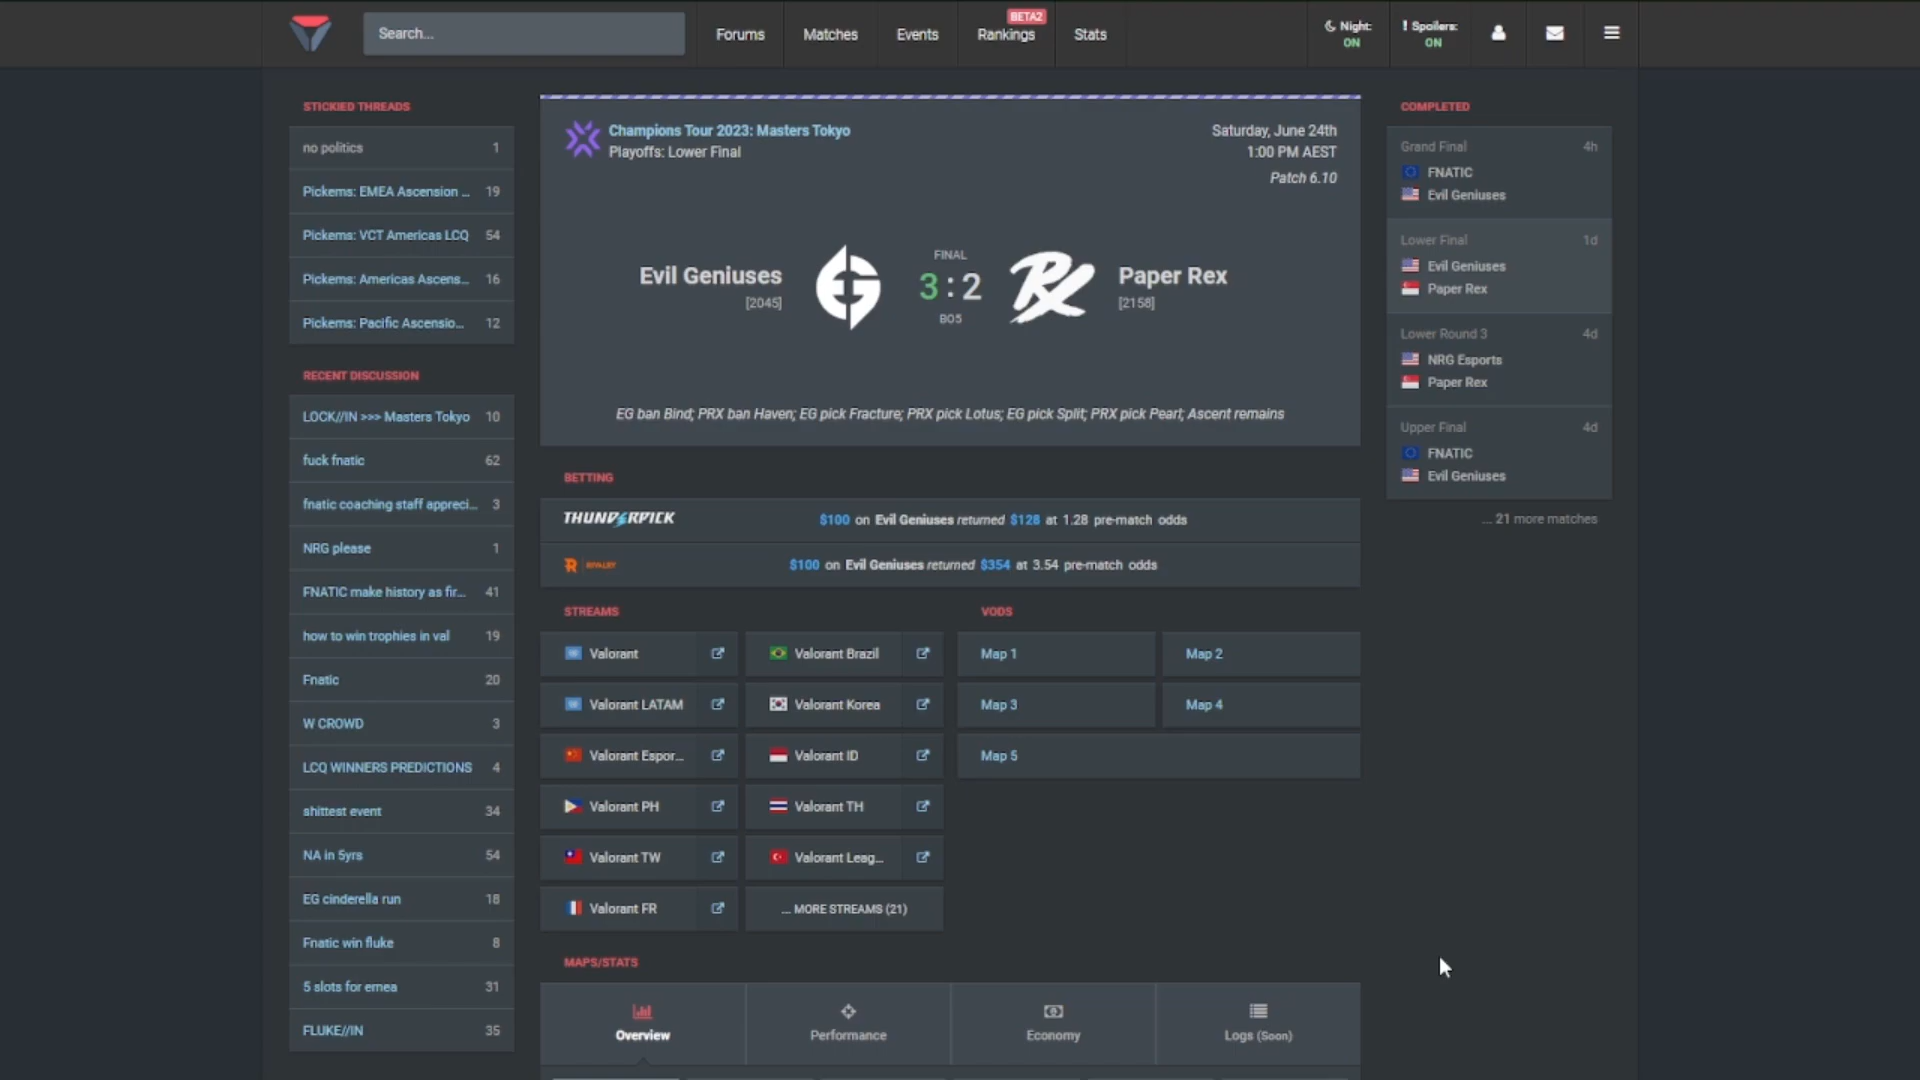 Search...
Forums
Matches
Events
BETA2
Rankings
Stats
Night:
ON
! Spoilers:
ON
STICKIED THREADS
no politics 1
Pickems: EMEA Ascension ... 19
Pickems: VCT Americas LCQ 54
Pickems: Americas Ascens... 16
Pickems: Pacific Ascensio... 12
RECENT DISCUSSION
LOCK//IN >>> Masters Tokyo 10
fuck fnatic 62
fnatic coaching staff appreci... 3
NRG please 1
FNATIC make history as fir... 41
how to win trophies in val 19
Fnatic 20
W CROWD 3
LCQ WINNERS PREDICTIONS 4
shittest event 34
NA in 5yrs 54
EG cinderella run 18
Fnatic win fluke 8
5 slots for emea 31
FLUKE//IN 35
Champions Tour 2023: Masters Tokyo
Playoffs: Lower Final
Saturday, June 24th
1:00 PM AEST
Patch 6.10
Evil Geniuses
[2045]
FINAL
3 : 2
BO5
Paper Rex
[2158]
EG ban Bind; PRX ban Haven; EG pick Fracture; PRX pick Lotus; EG pick Split; PRX pick Pearl; Ascent remains
BETTING
THUNDERPICK
$100 on Evil Geniuses returned $128 at 1.28 pre-match odds
RIVALRY
$100 on Evil Geniuses returned $354 at 3.54 pre-match odds
STREAMS
Valorant
Valorant Brazil
Valorant LATAM
Valorant Korea
Valorant Espor...
Valorant ID
Valorant PH
Valorant TH
Valorant TW
Valorant Leag...
Valorant FR
... MORE STREAMS (21)
VODS
Map 1
Map 2
Map 3
Map 4
Map 5
MAPS/STATS
Overview
Performance
Economy
Logs (Soon)
COMPLETED
Grand Final 4h
FNATIC
Evil Geniuses
Lower Final 1d
Evil Geniuses
Paper Rex
Lower Round 3 4d
NRG Esports
Paper Rex
Upper Final 4d
FNATIC
Evil Geniuses
... 21 more matches